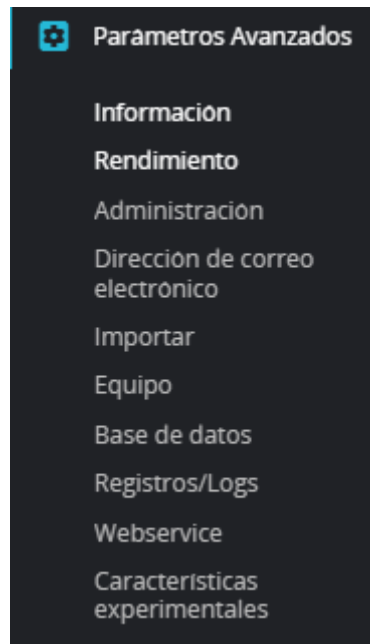 Parámetros Avanzados
Información
Rendimiento
Administración
Dirección de correo
electrónico
Importar
Equipo
Base de datos
Registros/Logs
Webservice
Características
experimentales